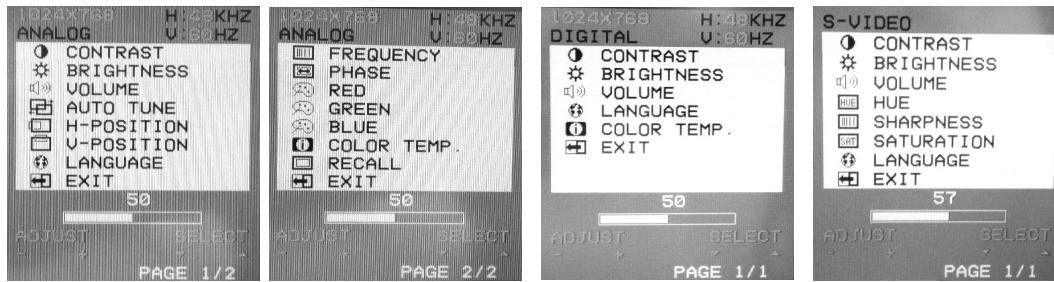 1024X768 H:48KHZ
ANALOG V:60HZ
CONTRAST
BRIGHTNESS
VOLUME
AUTO TUNE
H-POSITION
V-POSITION
LANGUAGE
EXIT
50
ADJUST SELECT
- + ▾ ▴
PAGE 1/2
1024X768 H:48KHZ
ANALOG V:60HZ
FREQUENCY
PHASE
RED
GREEN
BLUE
COLOR TEMP.
RECALL
EXIT
50
ADJUST SELECT
- + ▾ ▴
PAGE 2/2
1024X768 H:48KHZ
DIGITAL V:60HZ
CONTRAST
BRIGHTNESS
VOLUME
LANGUAGE
COLOR TEMP.
EXIT
50
ADJUST SELECT
- + ▾ ▴
PAGE 1/1
S-VIDEO
CONTRAST
BRIGHTNESS
VOLUME
HUE HUE
SHARPNESS
SAT SATURATION
LANGUAGE
EXIT
57
ADJUST SELECT
- + ▾ ▴
PAGE 1/1